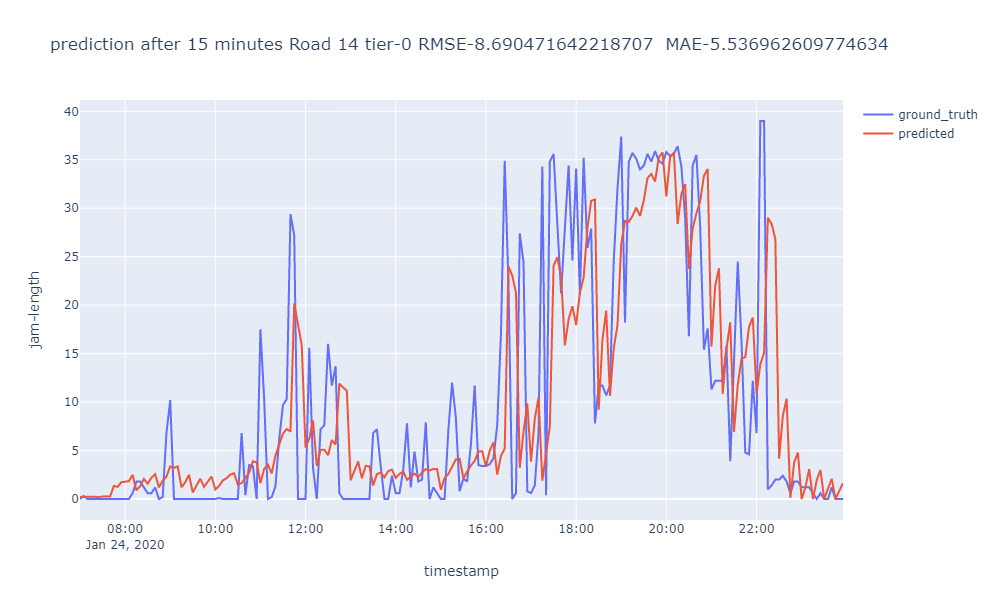 prediction after 15 minutes Road 14 tier-0 RMSE-8.690471642218707  MAE-5.536962609774634
ground_truth
predicted
jam-length
40
35
30
25
20
15
10
5
0
08:00 10:00 12:00 14:00 16:00 18:00 20:00 22:00
Jan 24, 2020
timestamp